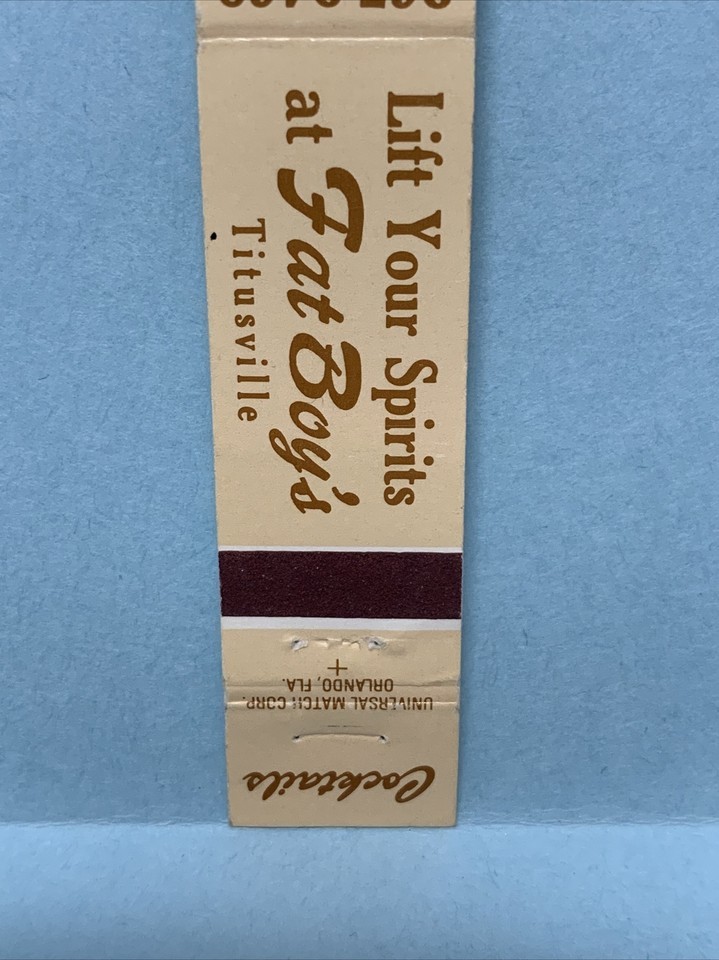 Lift Your Spirits
at Fat Boy's
Titusville
UNIVERSAL MATCH CORP.
ORLANDO, FLA.
+
Cocktails